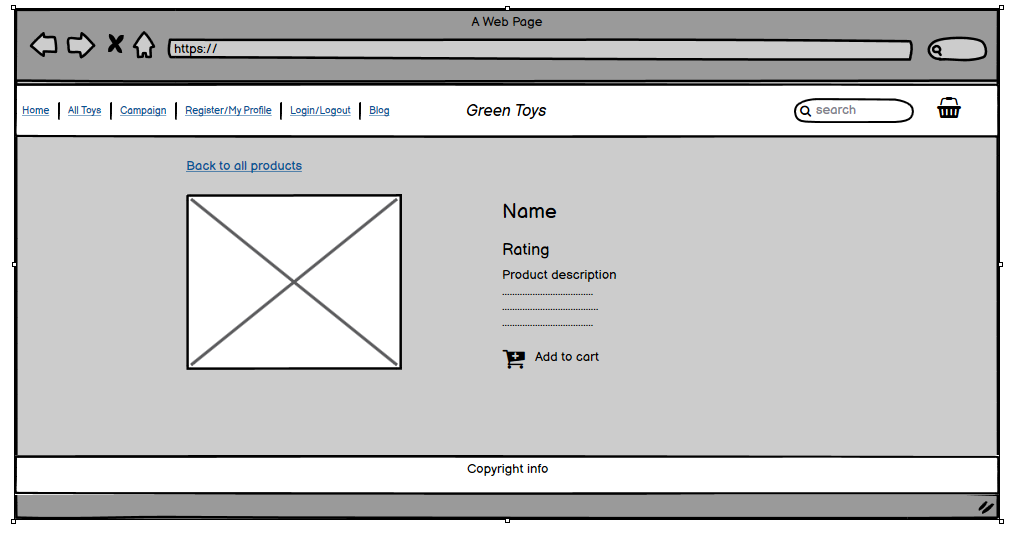 A Web Page
https://
Home All Toys Campaign Register/My Profile Login/Logout Blog Green Toys search
Back to all products
Name
Rating
Product description
Add to cart
Copyright info